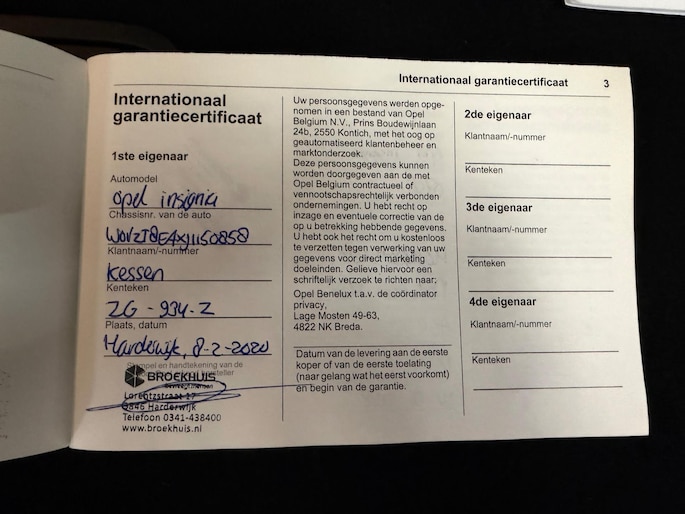 Internationaal garantiecertificaat 3
Internationaal
garantiecertificaat
1ste eigenaar
Automodel
opel insignia
Chassisnr. van de auto
Klantnaam/-nummer
Kessen
Kenteken
ZG - 934-Z
Plaats, datum
Harderwijk, 8-2-2020
Stempel en handtekening van de
BROEKHUIS
Lorentzstraat 17
3846 Harderwijk
Telefoon 0341-438400
www.broekhuis.nl
Uw persoonsgegevens werden opge-
nomen in een bestand van Opel
Belgium N.V., Prins Boudewijnlaan
24b, 2550 Kontich, met het oog op
geautomatiseerd klantenbeheer en
marktonderzoek.
Deze persoonsgegevens kunnen
worden doorgegeven aan de met
Opel Belgium contractueel of
vennootschapsrechtelijk verbonden
ondernemingen. U hebt recht op
inzage en eventuele correctie van de
op u betrekking hebbende gegevens.
U hebt ook het recht om u kosteloos
te verzetten tegen verwerking van uw
gegevens voor direct marketing
doeleinden. Gelieve hiervoor een
schriftelijk verzoek te richten naar:
Opel Benelux t.a.v. de coördinator
privacy,
Lage Mosten 49-63,
4822 NK Breda.
Datum van de levering aan de eerste
koper of van de eerste toelating
(naar gelang wat het eerst voorkomt)
en begin van de garantie.
2de eigenaar
Klantnaam/-nummer
Kenteken
3de eigenaar
Klantnaam/-nummer
Kenteken
4de eigenaar
Klantnaam/-nummer
Kenteken